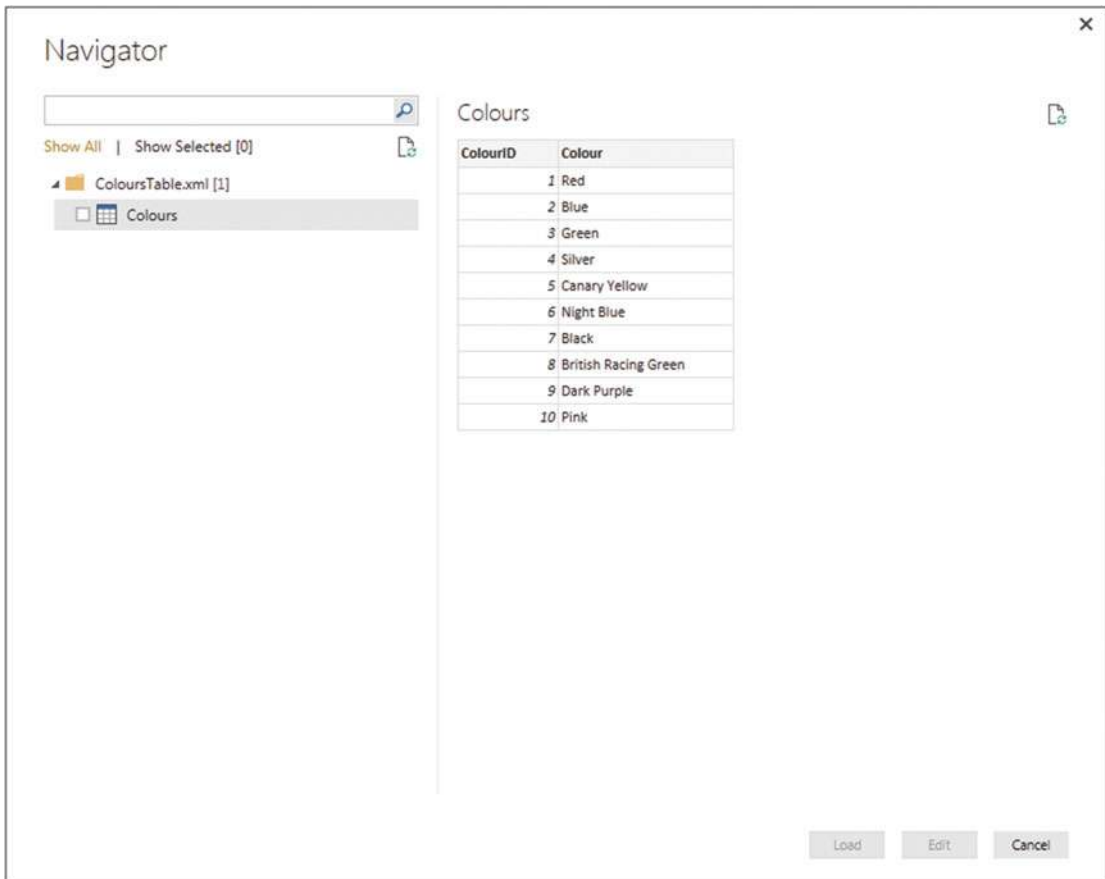 Navigator
Show All | Show Selected [0]
ColoursTable.xml [1]
Colours
Colours
ColourID Colour
1 Red
2 Blue
3 Green
4 Silver
5 Canary Yellow
6 Night Blue
7 Black
8 British Racing Green
9 Dark Purple
10 Pink
Load Edit Cancel